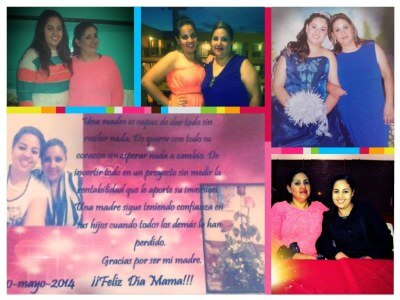 Una madre es capaz de dar todo sin
recibir nada. De querer con todo su
corazón sin esperar nada a cambio. De
invertir todo en un proyecto sin medir la
rentabilidad que le aporte su inversión.
Una madre sigue teniendo confianza en
sus hijos cuando todos los demás la han
perdido.
Gracias por ser mi madre.
0-mayo-2014 ¡¡Feliz Día Mama!!!